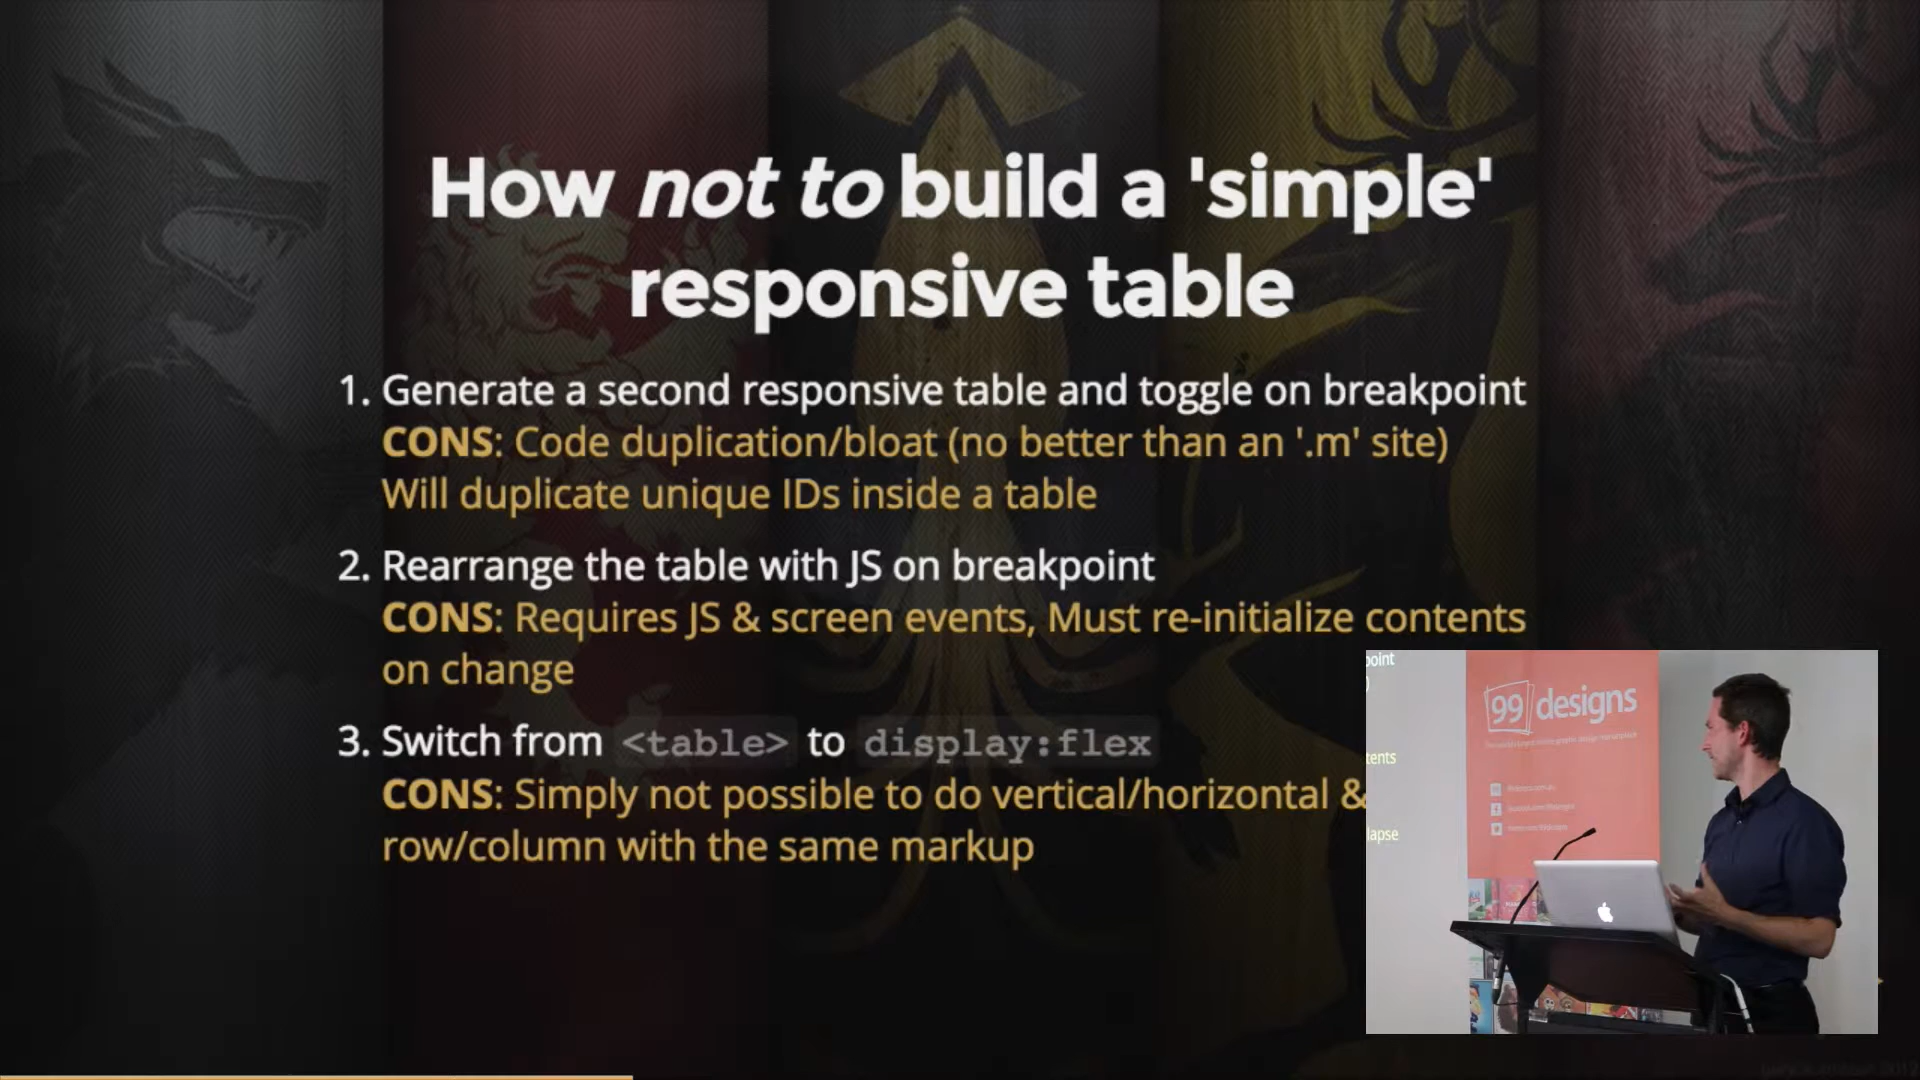 How not to build a 'simple'
responsive table
1. Generate a second responsive table and toggle on breakpoint
CONS: Code duplication/bloat (no better than an '.m' site)
Will duplicate unique IDs inside a table
2. Rearrange the table with JS on breakpoint
CONS: Requires JS & screen events, Must re-initialize contents
on change
3. Switch from <table> to display:flex
CONS: Simply not possible to do vertical/horizontal &
row/column with the same markup
point
)
tents
lapse
99designs